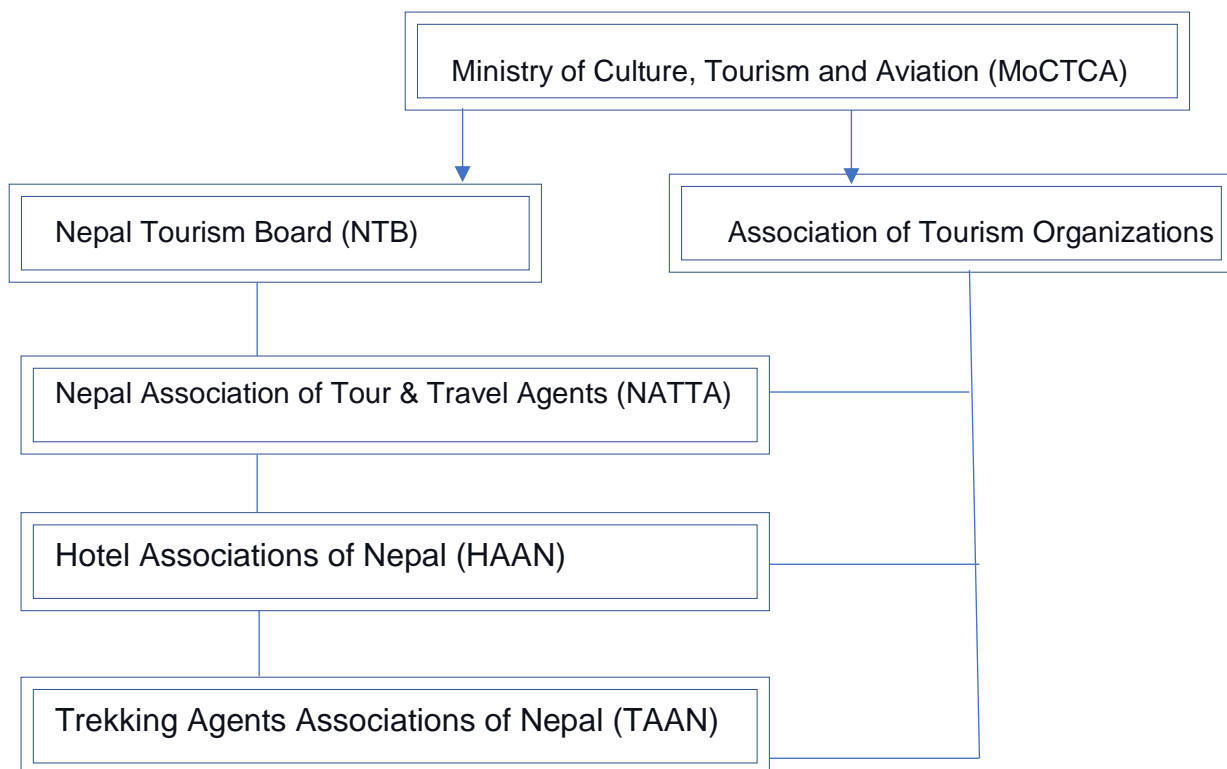 Ministry of Culture, Tourism and Aviation (MoCTCA)
Nepal Tourism Board (NTB)
Association of Tourism Organizations
Nepal Association of Tour & Travel Agents (NATTA)
Hotel Associations of Nepal (HAAN)
Trekking Agents Associations of Nepal (TAAN)